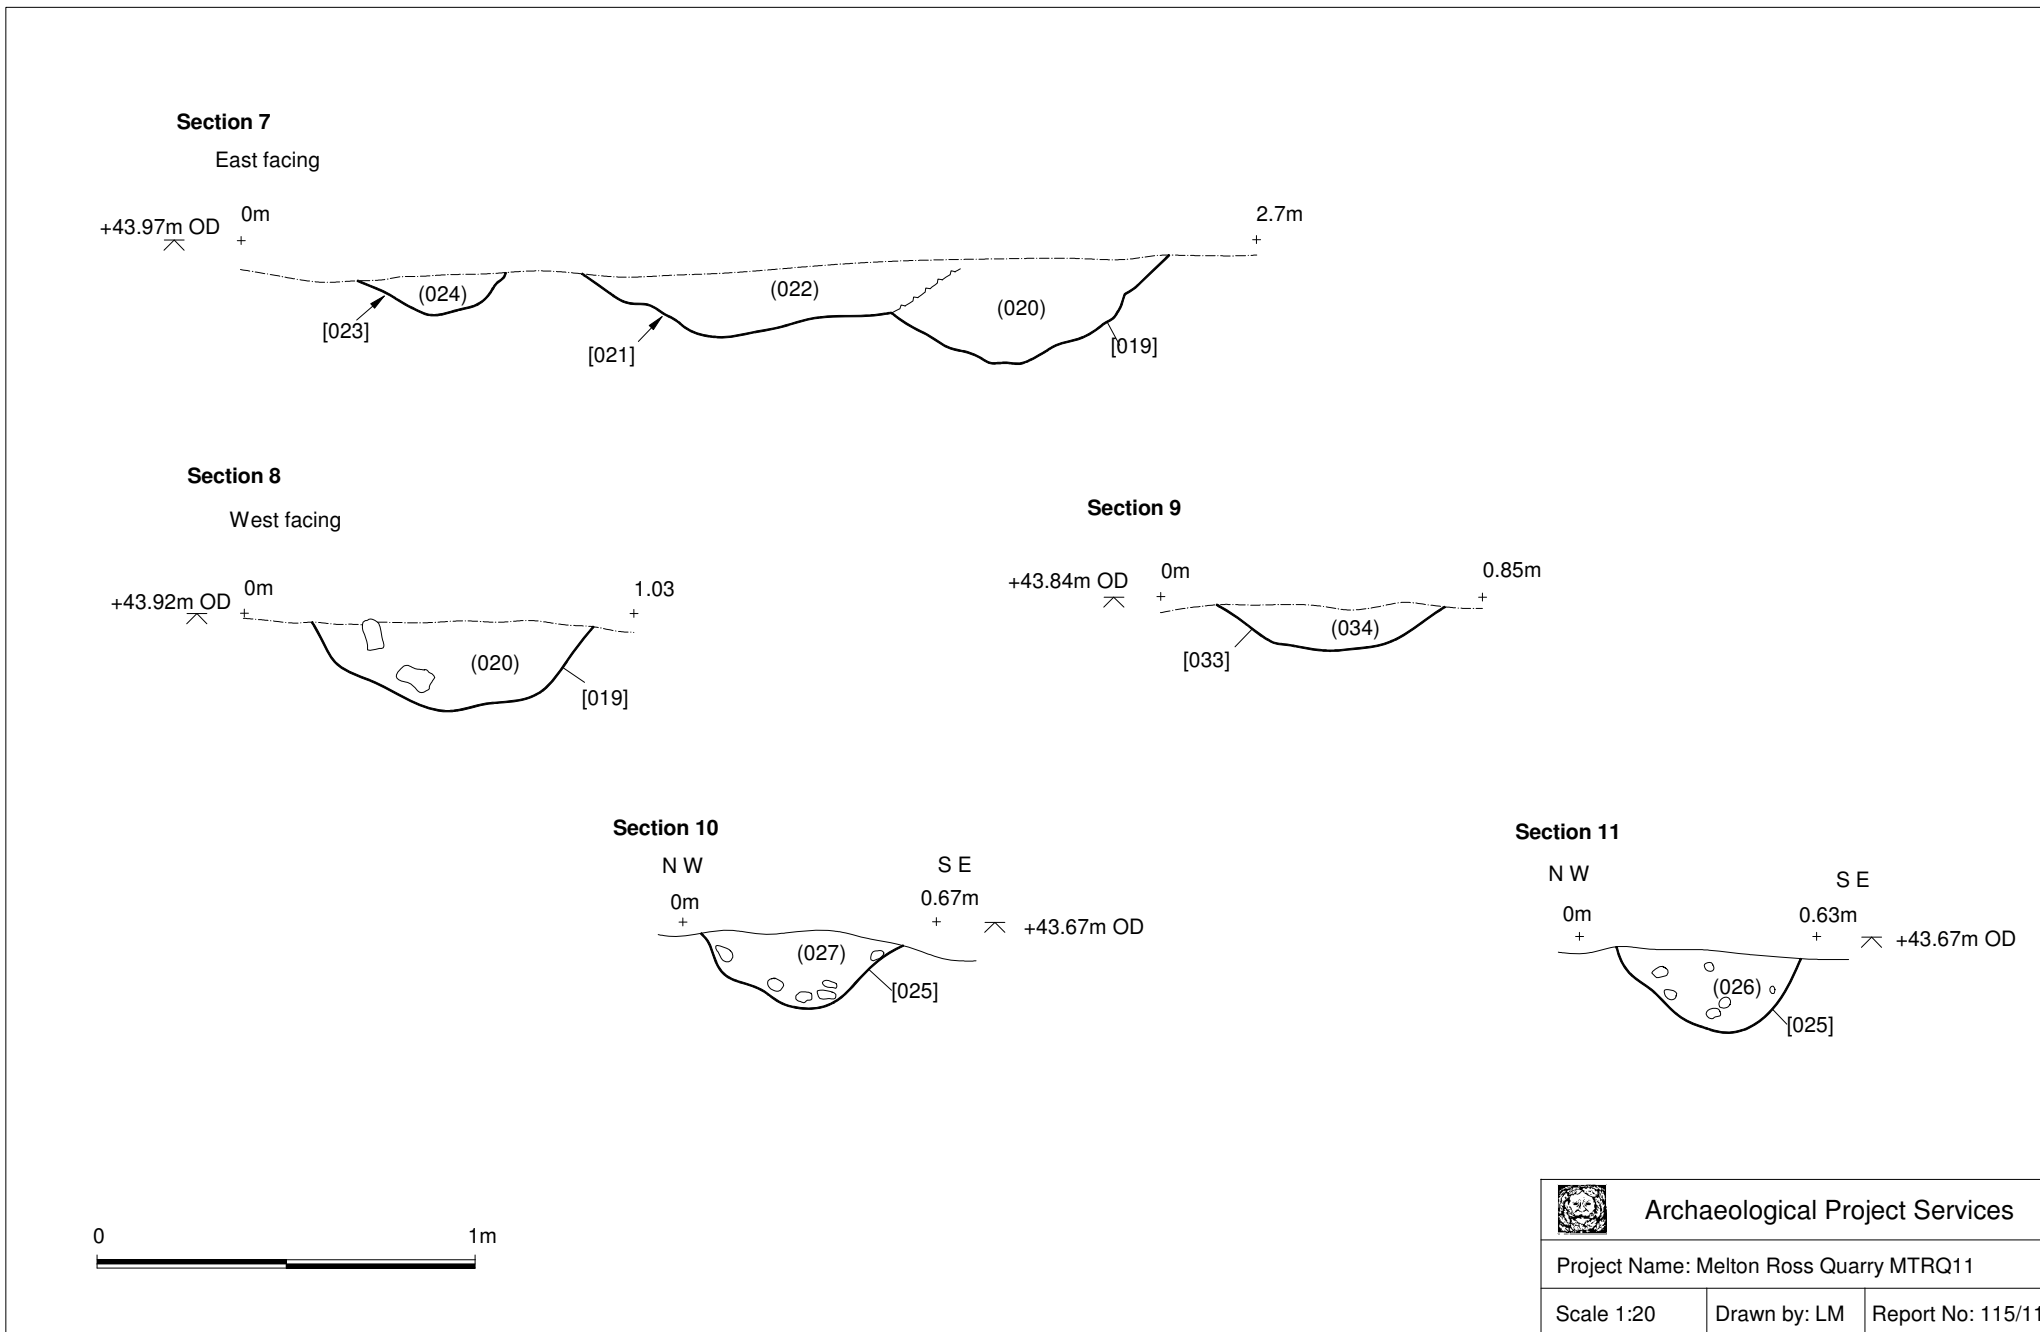 Section 7
East facing
+43.97m OD
0m
2.7m
(024)
(022)
(020)
[023]
[021]
[019]
Section 8
West facing
+43.92m OD
0m
1.03
(020)
[019]
Section 9
+43.84m OD
0m
0.85m
(034)
[033]
Section 10
N W
S E
0m
0.67m
+43.67m OD
(027)
[025]
Section 11
N W
S E
0m
0.63m
+43.67m OD
(026)
[025]
0
1m
Archaeological Project Services
Project Name: Melton Ross Quarry MTRQ11
Scale 1:20
Drawn by: LM
Report No: 115/11